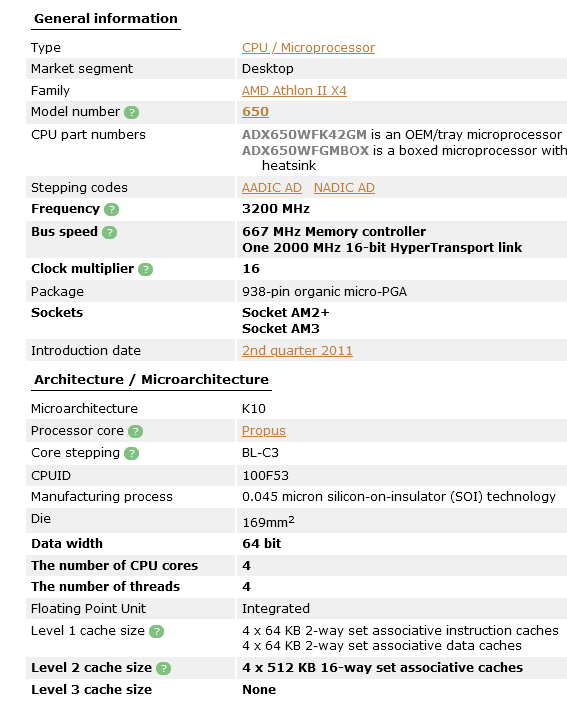 General information
Type CPU / Microprocessor
Market segment Desktop
Family AMD Athlon II X4
Model number ? 650
CPU part numbers ADX650WFK42GM is an OEM/tray microprocessor
ADX650WFGMBOX is a boxed microprocessor with
heatsink
Stepping codes AADIC AD NADIC AD
Frequency ? 3200 MHz
Bus speed ? 667 MHz Memory controller
One 2000 MHz 16-bit HyperTransport link
Clock multiplier ? 16
Package 938-pin organic micro-PGA
Sockets Socket AM2+
Socket AM3
Introduction date 2nd quarter 2011
Architecture / Microarchitecture
Microarchitecture K10
Processor core ? Propus
Core stepping ? BL-C3
CPUID 100F53
Manufacturing process 0.045 micron silicon-on-insulator (SOI) technology
Die 169mm2
Data width 64 bit
The number of CPU cores 4
The number of threads 4
Floating Point Unit Integrated
Level 1 cache size ? 4 x 64 KB 2-way set associative instruction caches
4 x 64 KB 2-way set associative data caches
Level 2 cache size ? 4 x 512 KB 16-way set associative caches
Level 3 cache size None